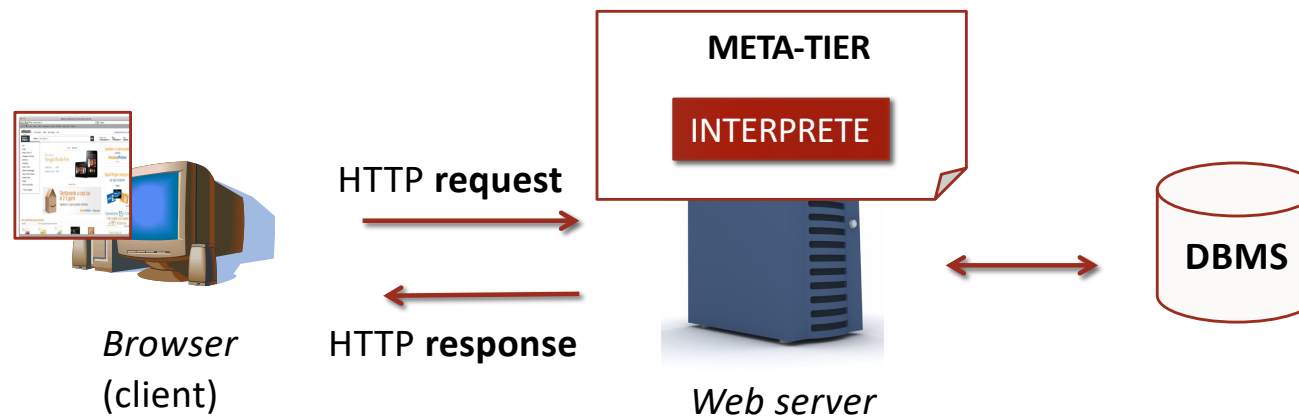 META-TIER
INTERPRETE
HTTP request
HTTP response
Browser
(client)
Web server
DBMS